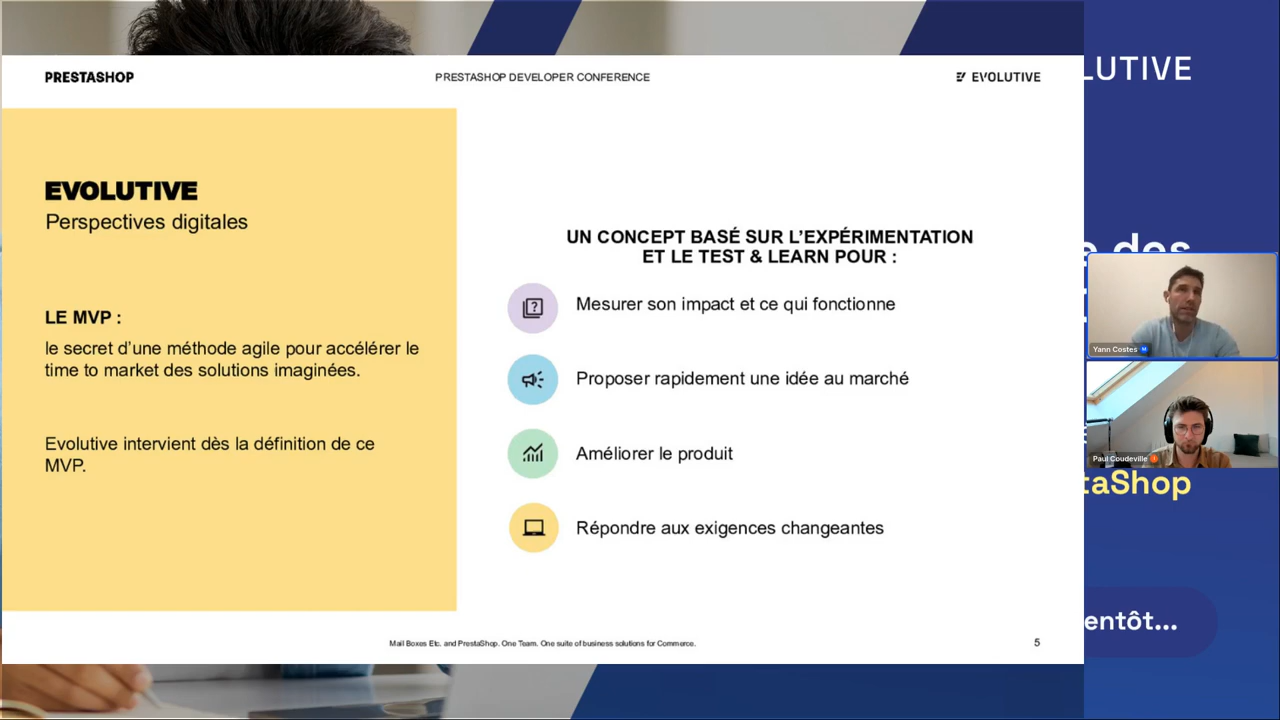 PRESTASHOP
PRESTASHOP DEVELOPER CONFERENCE
EVOLUTIVE
EVOLUTIVE
Perspectives digitales
LE MVP :
le secret d’une méthode agile pour accélérer le
time to market des solutions imaginées.
Evolutive intervient dès la définition de ce
MVP.
UN CONCEPT BASÉ SUR L’EXPÉRIMENTATION
ET LE TEST & LEARN POUR :
?
Mesurer son impact et ce qui fonctionne
Proposer rapidement une idée au marché
Améliorer le produit
Répondre aux exigences changeantes
Mail Boxes Etc. and PrestaShop. One Team. One suite of business solutions for Commerce.
5
LUTIVE
des
Yann Costes
Paul Coudeville
taShop
entôt...